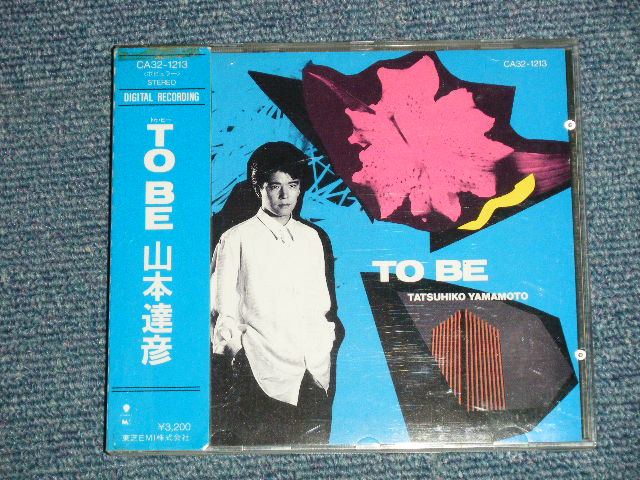 CA32-1213
<ポピュラー>
STEREO
DIGITAL RECORDING
トゥ・ビー
TO BE
山本達彦
¥3,200
東芝EMI株式会社
CA32-1213
TO BE
TATSUHIKO YAMAMOTO